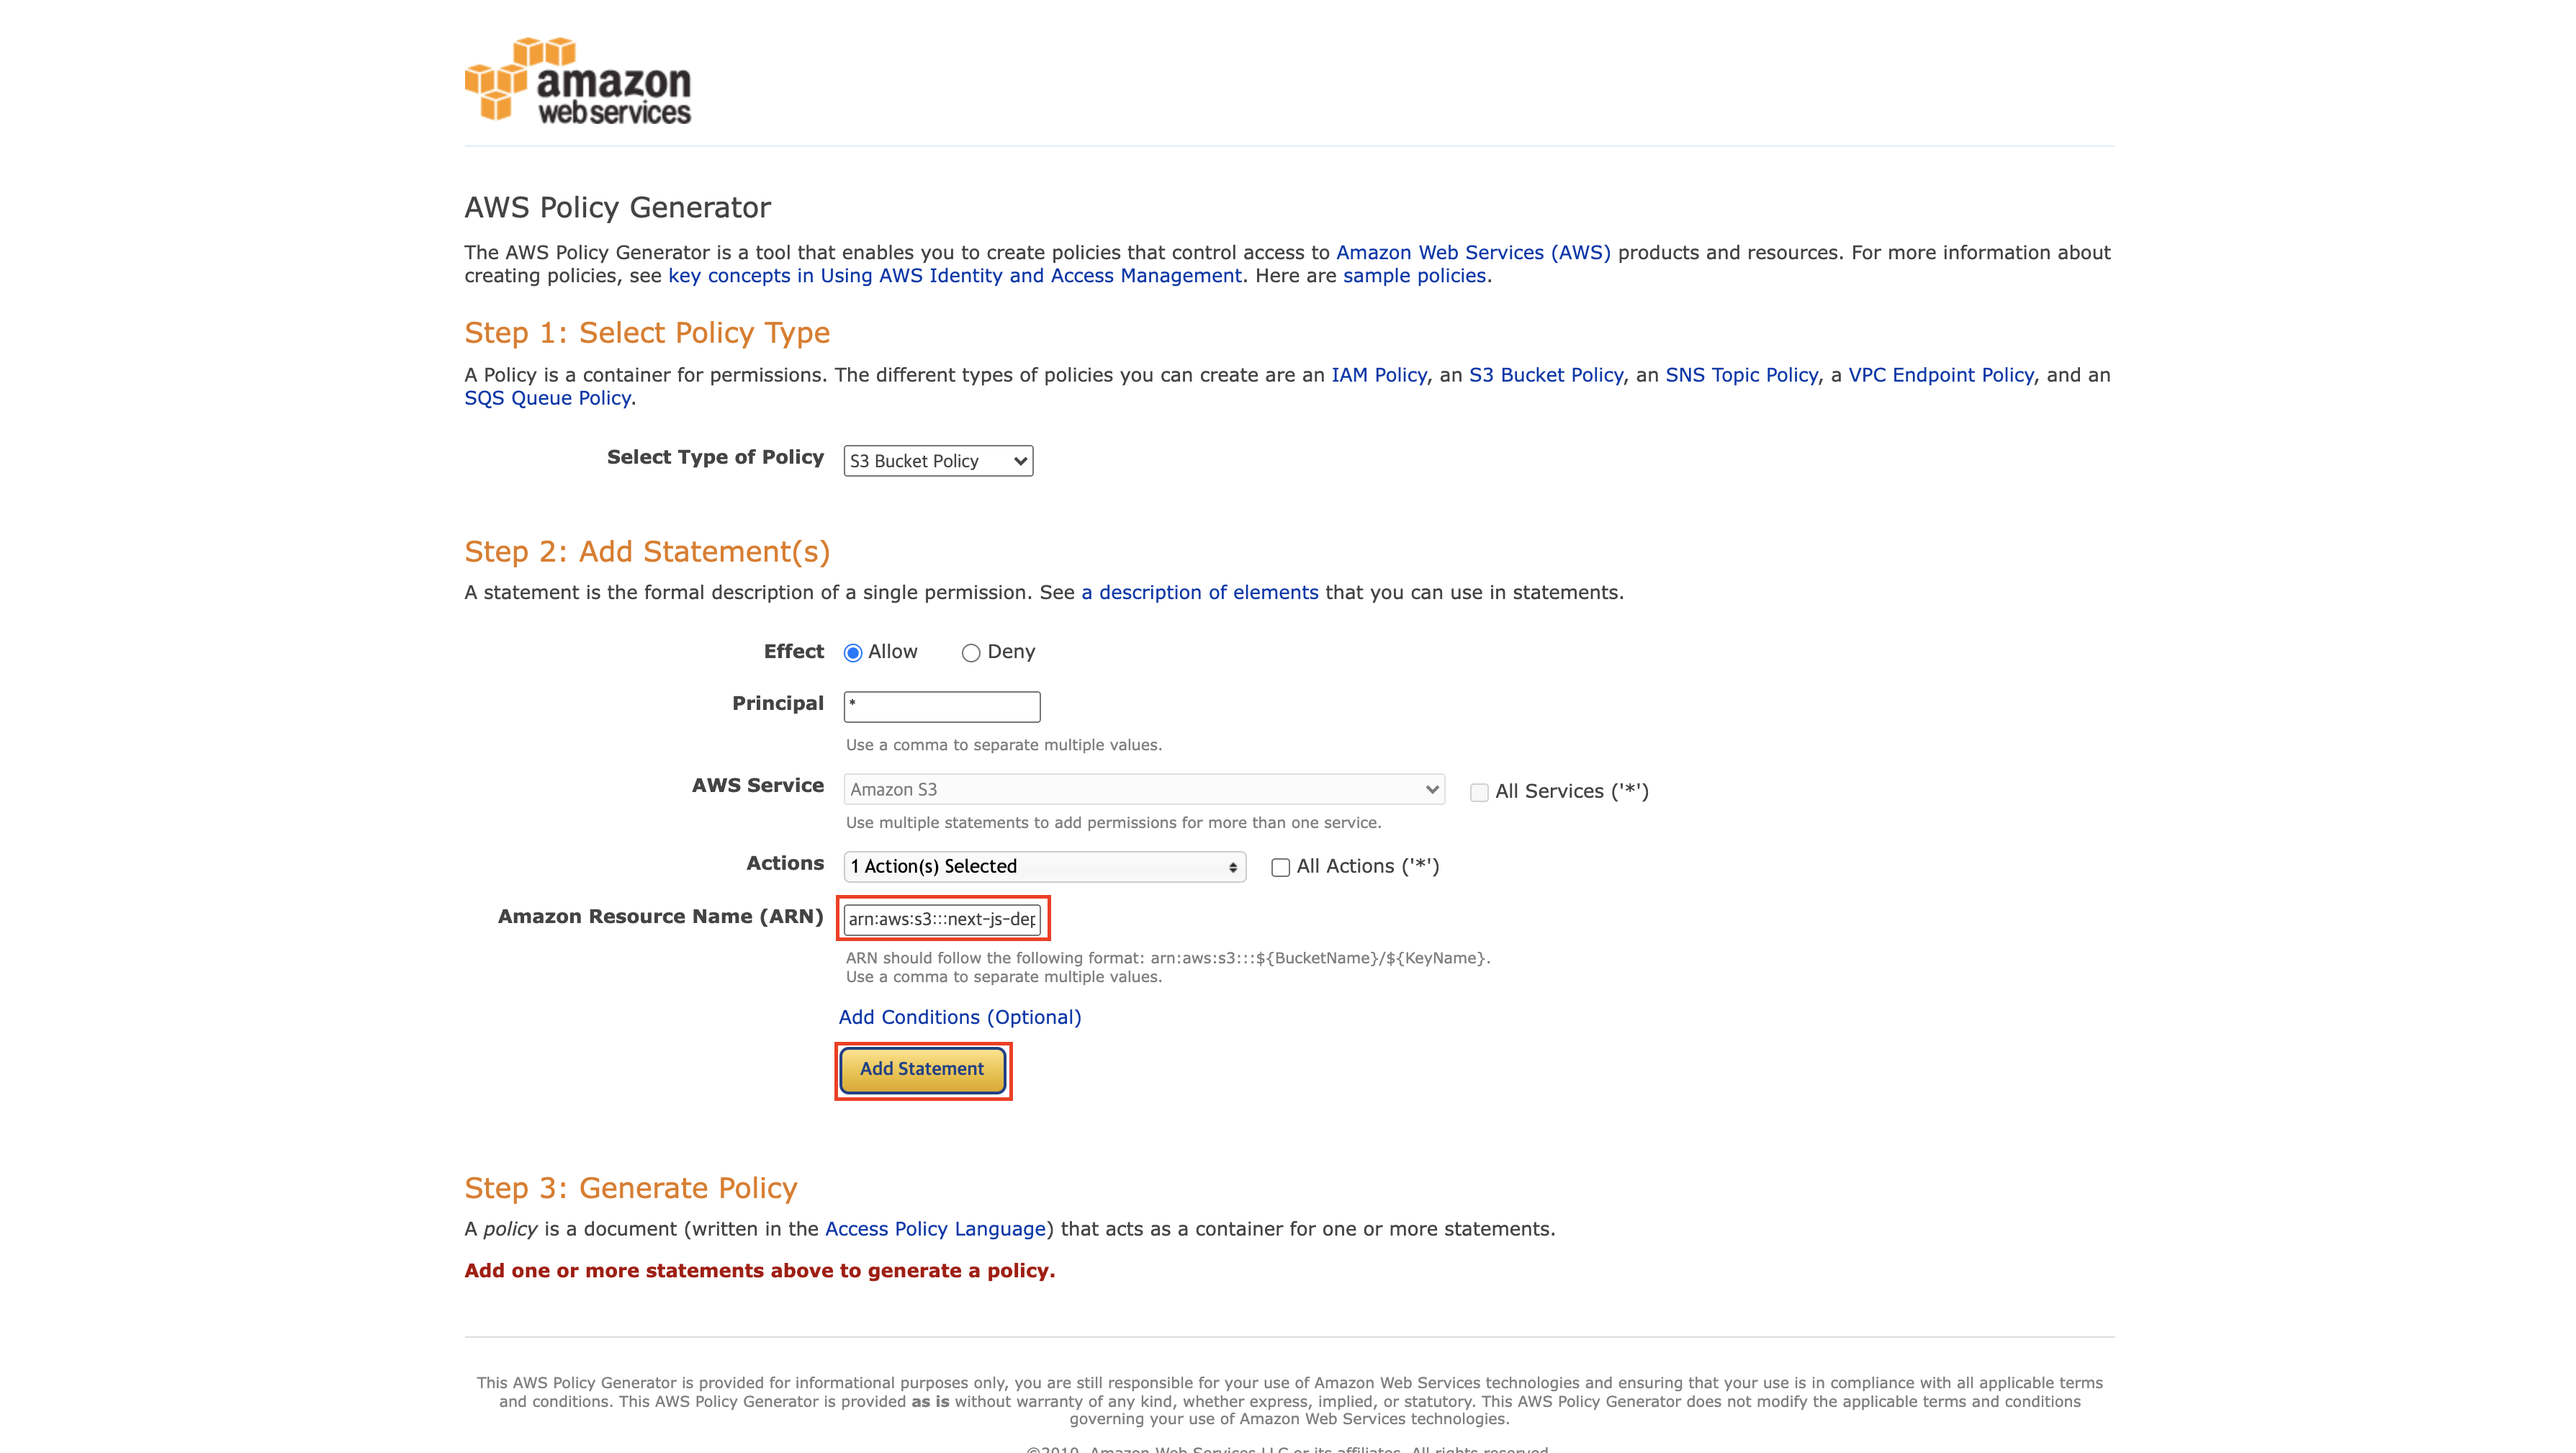 amazon
web services
AWS Policy Generator
The AWS Policy Generator is a tool that enables you to create policies that control access to Amazon Web Services (AWS) products and resources. For more information about
creating policies, see key concepts in Using AWS Identity and Access Management. Here are sample policies.
Step 1: Select Policy Type
A Policy is a container for permissions. The different types of policies you can create are an IAM Policy, an S3 Bucket Policy, an SNS Topic Policy, a VPC Endpoint Policy, and an
SQS Queue Policy.
Select Type of Policy S3 Bucket Policy
Step 2: Add Statement(s)
A statement is the formal description of a single permission. See a description of elements that you can use in statements.
Effect Allow Deny
Principal *
Use a comma to separate multiple values.
AWS Service Amazon S3 All Services ('*')
Use multiple statements to add permissions for more than one service.
Actions 1 Action(s) Selected All Actions ('*')
Amazon Resource Name (ARN) arn:aws:s3:::next-js-dep
ARN should follow the following format: arn:aws:s3:::${BucketName}/${KeyName}.
Use a comma to separate multiple values.
Add Conditions (Optional)
Add Statement
Step 3: Generate Policy
A policy is a document (written in the Access Policy Language) that acts as a container for one or more statements.
Add one or more statements above to generate a policy.
This AWS Policy Generator is provided for informational purposes only, you are still responsible for your use of Amazon Web Services technologies and ensuring that your use is in compliance with all applicable terms
and conditions. This AWS Policy Generator is provided as is without warranty of any kind, whether express, implied, or statutory. This AWS Policy Generator does not modify the applicable terms and conditions
governing your use of Amazon Web Services technologies.
©2010, Amazon Web Services LLC or its affiliates. All rights reserved.